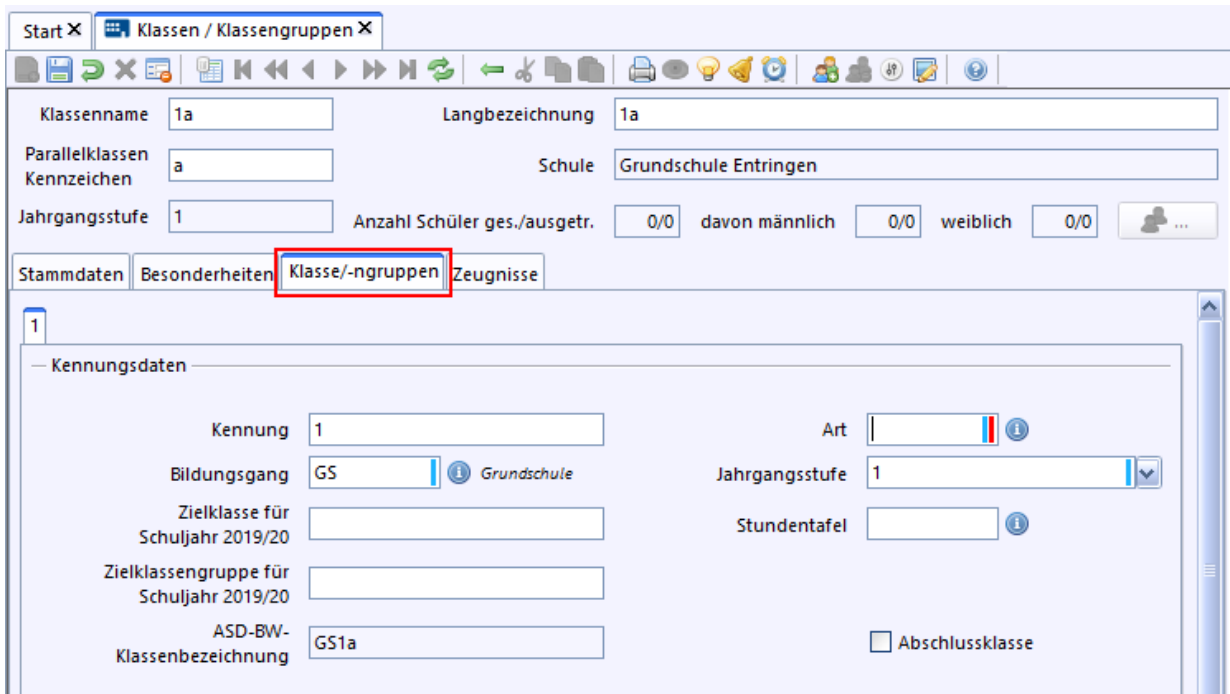 Start X Klassen / Klassengruppen X
Klassenname 1a Langbezeichnung 1a
Parallelklassen
Kennzeichen a Schule Grundschule Entringen
Jahrgangsstufe 1 Anzahl Schüler ges./ausgetr. 0/0 davon männlich 0/0 weiblich 0/0 ...
Stammdaten Besonderheiten Klasse/-ngruppen Zeugnisse
1
Kennungsdaten
Kennung 1 Art
Bildungsgang GS Grundschule Jahrgangsstufe 1
Zielklasse für
Schuljahr 2019/20 Stundentafel
Zielklassengruppe für
Schuljahr 2019/20
ASD-BW-
Klassenbezeichnung GS1a Abschlussklasse